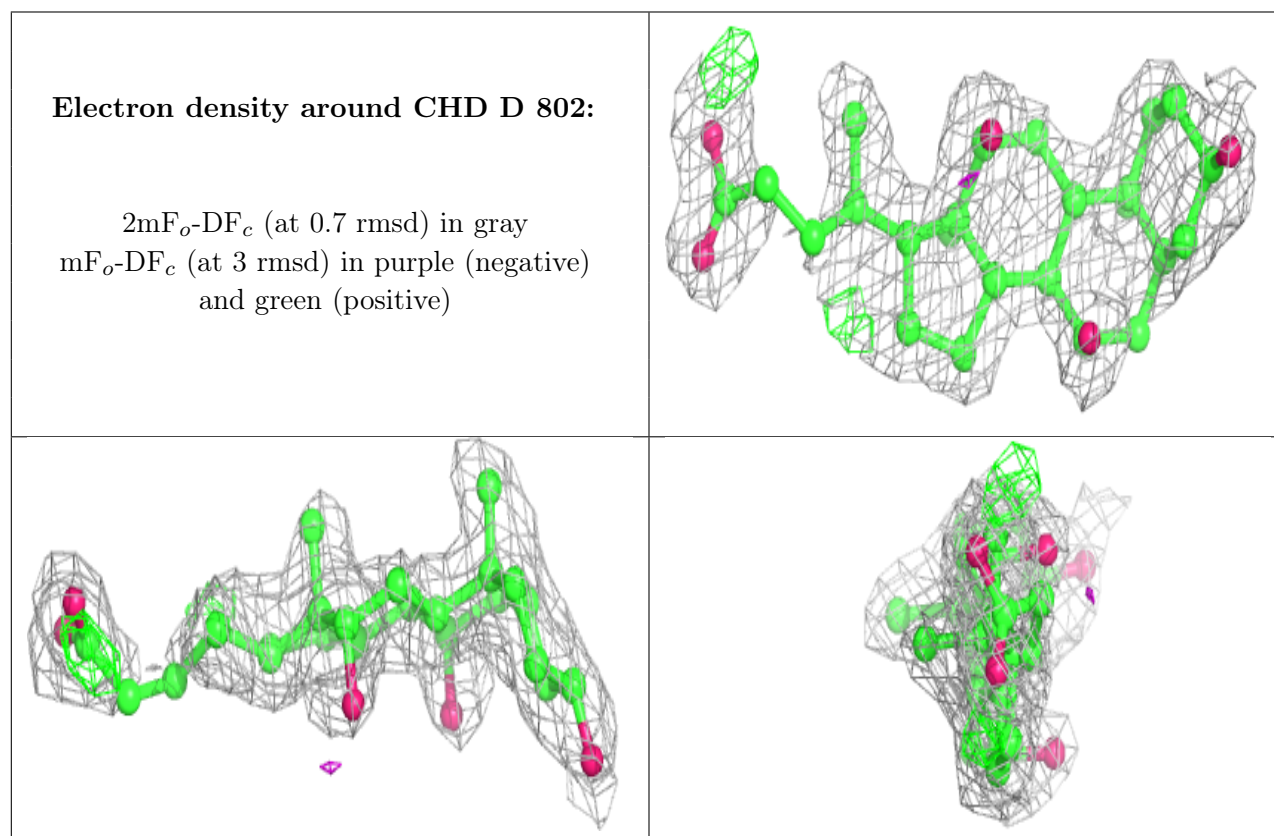 Electron density around CHD D 802:
2mFₒ-DF𝒸 (at 0.7 rmsd) in gray
mFₒ-DF𝒸 (at 3 rmsd) in purple (negative)
and green (positive)